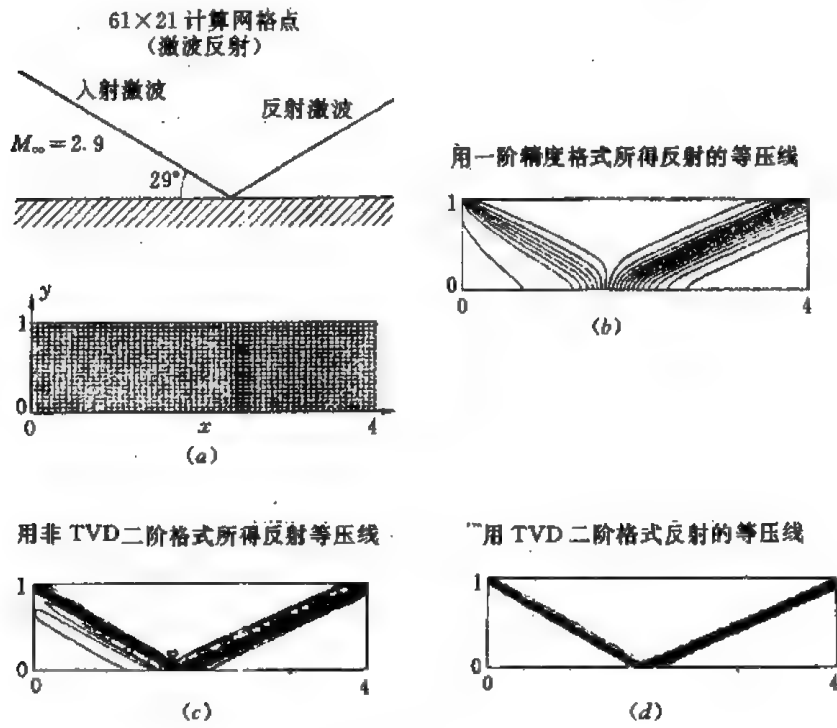 61×21 计算网格点
(激波反射)
入射激波
反射激波
M∞=2.9
29°
y
1
0
0
x
4
(a)
用一阶精度格式所得反射的等压线
1
0
0
4
(b)
用非 TVD二阶格式所得反射等压线
1
0
0
4
(c)
用 TVD 二阶格式反射的等压线
1
0
0
4
(d)